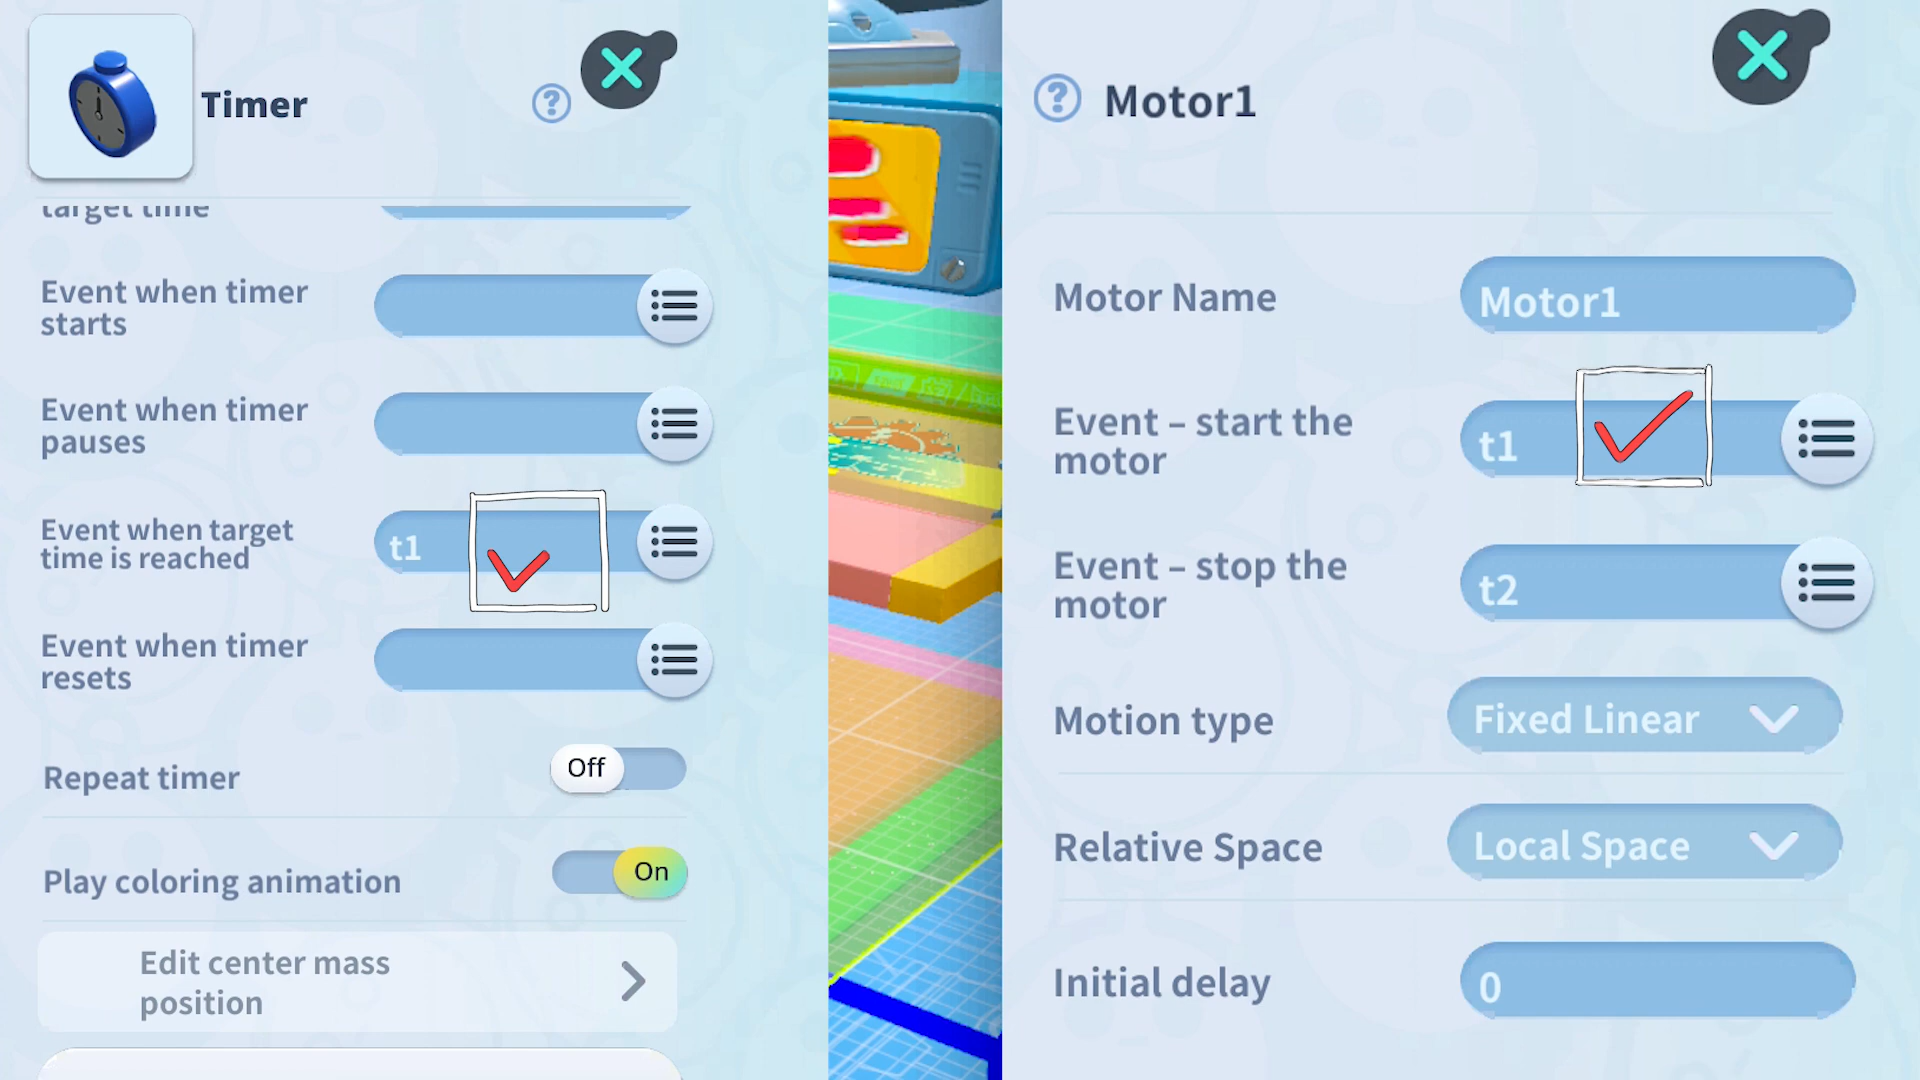 Timer
target time
Event when timer
starts
Event when timer
pauses
Event when target
time is reached
t1
Event when timer
resets
Repeat timer
Off
Play coloring animation
On
Edit center mass
position
Motor1
Motor Name
Motor1
Event – start the
motor
t1
Event – stop the
motor
t2
Motion type
Fixed Linear
Relative Space
Local Space
Initial delay
0